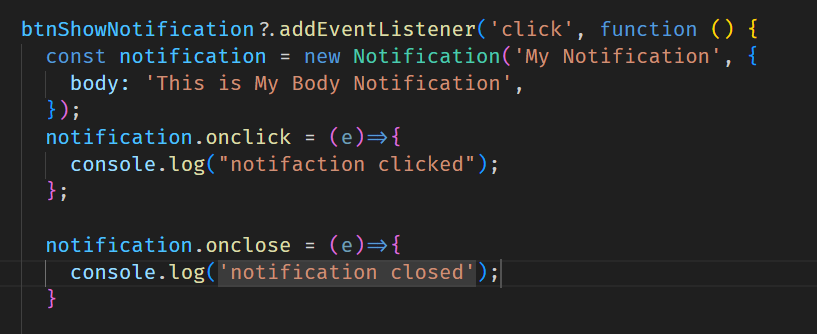 btnShowNotification?.addEventListener('click', function () {
const notification = new Notification('My Notification', {
body: 'This is My Body Notification',
});
notification.onclick = (e)=>{
console.log("notifaction clicked");
};
notification.onclose = (e)=>{
console.log('notification closed');
}